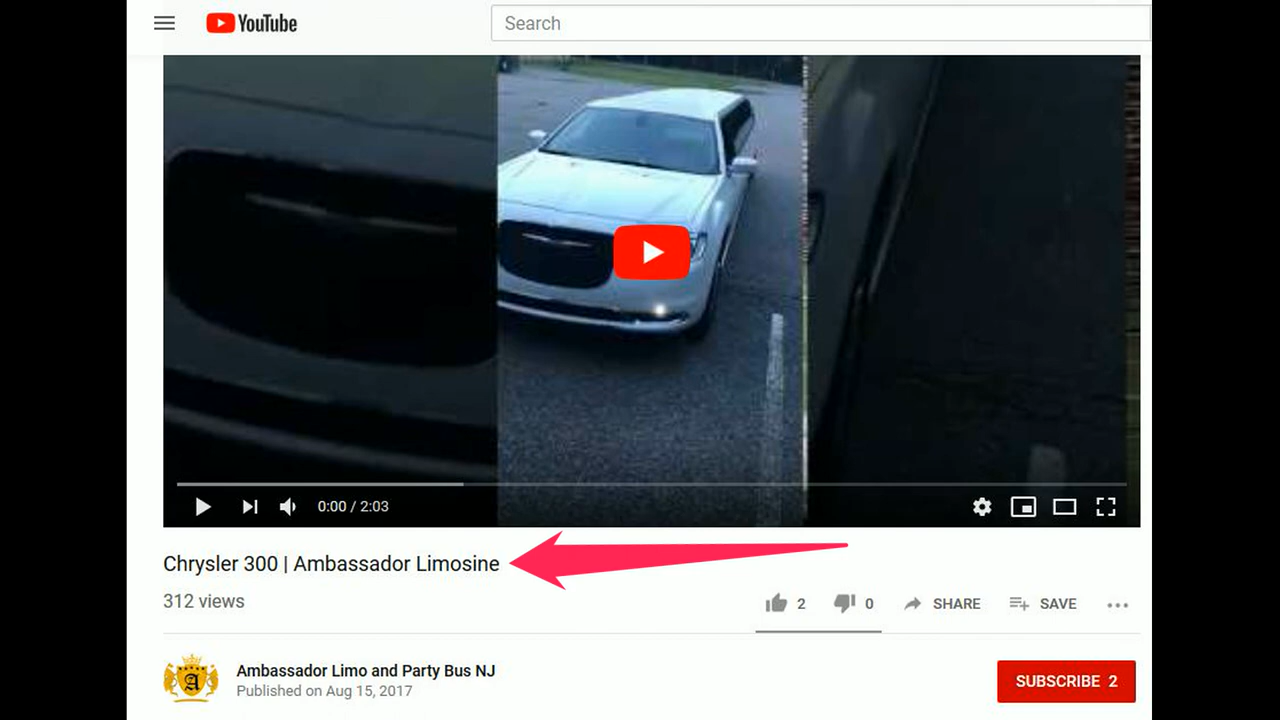 YouTube
Search
0:00 / 2:03
Chrysler 300 | Ambassador Limosine
312 views
2
0
SHARE
SAVE
A
Ambassador Limo and Party Bus NJ
Published on Aug 15, 2017
SUBSCRIBE 2